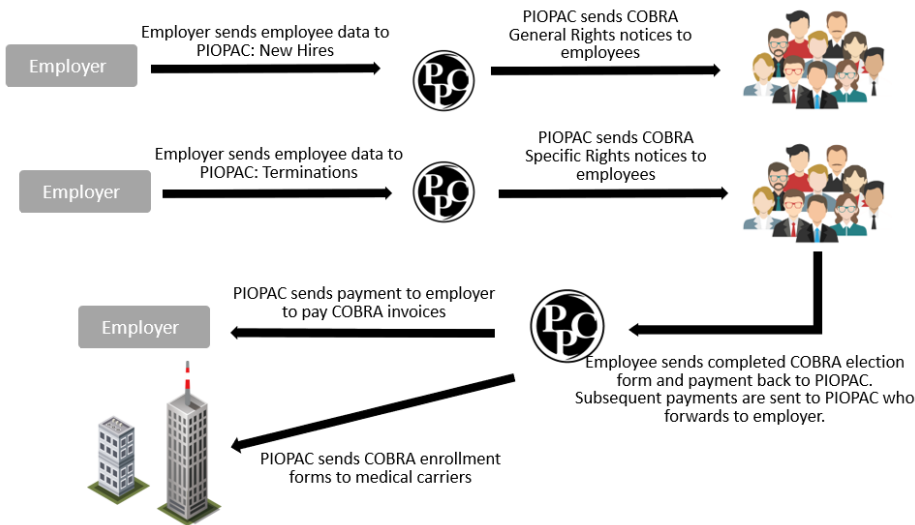 Employer
Employer sends employee data to
PIOPAC: New Hires
PPC
PIOPAC sends COBRA
General Rights notices to
employees
Employer
Employer sends employee data to
PIOPAC: Terminations
PPC
PIOPAC sends COBRA
Specific Rights notices to
employees
Employer
PIOPAC sends payment to employer
to pay COBRA invoices
PPC
Employee sends completed COBRA election
form and payment back to PIOPAC.
Subsequent payments are sent to PIOPAC who
forwards to employer.
PIOPAC sends COBRA enrollment
forms to medical carriers